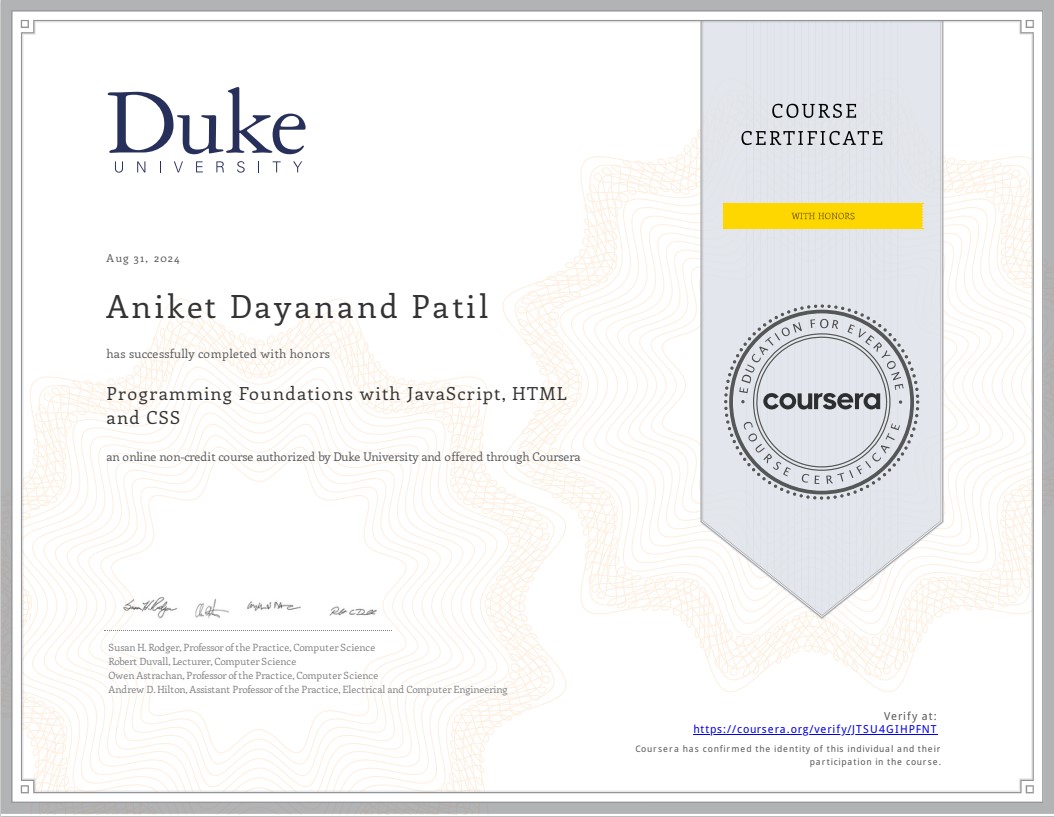 Duke
UNIVERSITY
COURSE
CERTIFICATE
WITH HONORS
Aug 31, 2024
Aniket Dayanand Patil
has successfully completed with honors
Programming Foundations with JavaScript, HTML
and CSS
an online non-credit course authorized by Duke University and offered through Coursera
EDUCATION FOR EVERYONE
coursera
COURSE CERTIFICATE
Susan H. Rodger, Professor of the Practice, Computer Science
Robert Duvall, Lecturer, Computer Science
Owen Astrachan, Professor of the Practice, Computer Science
Andrew D. Hilton, Assistant Professor of the Practice, Electrical and Computer Engineering
Verify at:
https://coursera.org/verify/JTSU4GIHPFNT
Coursera has confirmed the identity of this individual and their
participation in the course.